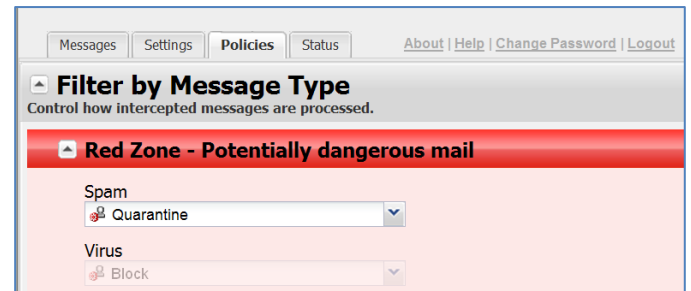 Messages Settings Policies Status About | Help | Change Password | Logout
Filter by Message Type
Control how intercepted messages are processed.
Red Zone - Potentially dangerous mail
Spam
Quarantine
Virus
Block